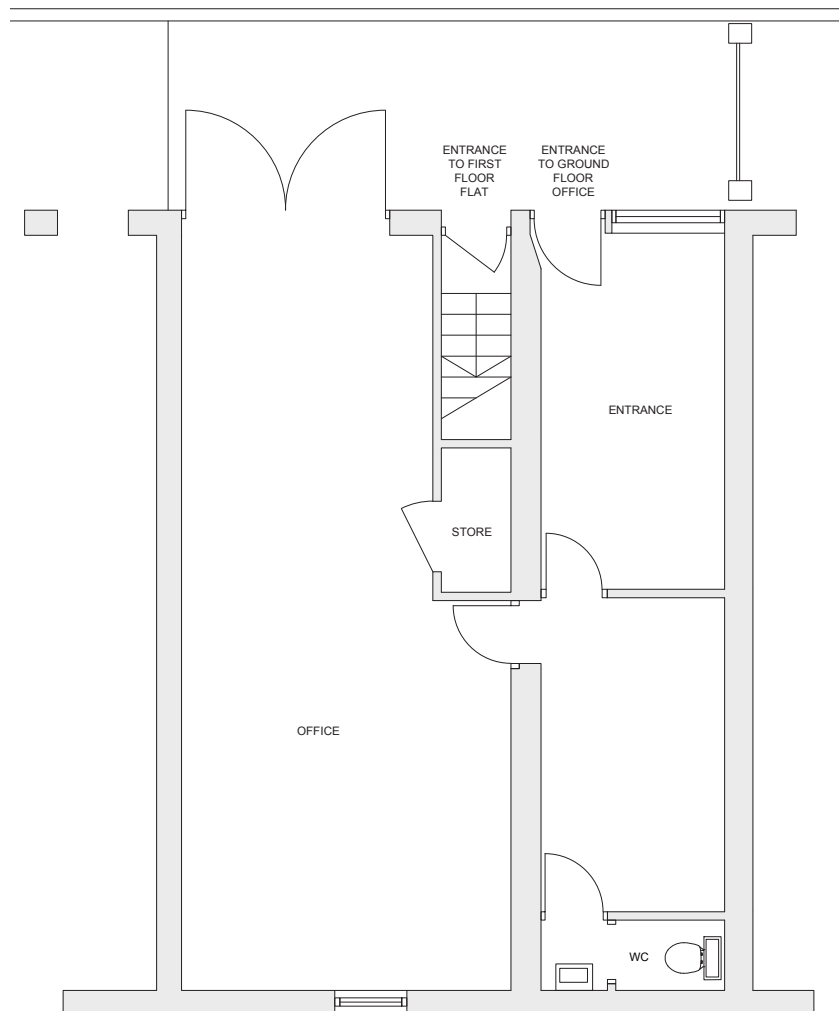 ENTRANCE
TO FIRST
FLOOR
FLAT
ENTRANCE
TO GROUND
FLOOR
OFFICE
ENTRANCE
STORE
OFFICE
WC